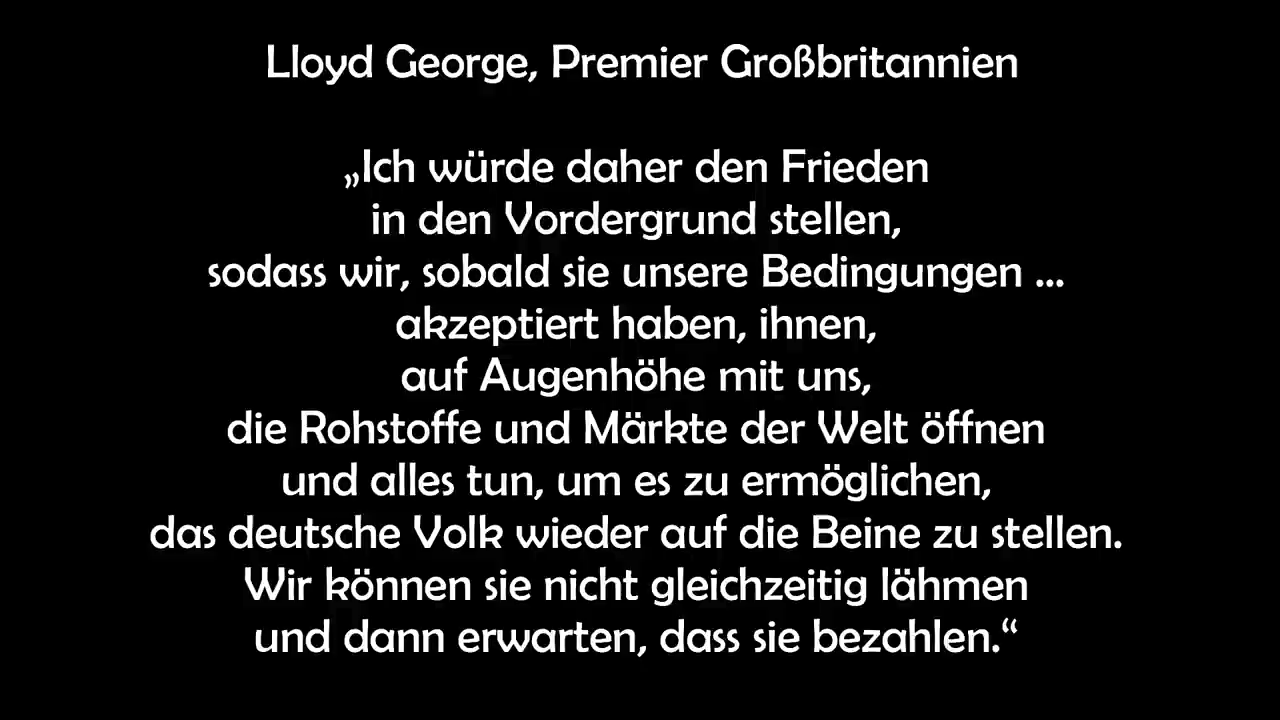 Lloyd George, Premier Großbritannien
„Ich würde daher den Frieden
in den Vordergrund stellen,
sodass wir, sobald sie unsere Bedingungen ...
akzeptiert haben, ihnen,
auf Augenhöhe mit uns,
die Rohstoffe und Märkte der Welt öffnen
und alles tun, um es zu ermöglichen,
das deutsche Volk wieder auf die Beine zu stellen.
Wir können sie nicht gleichzeitig lähmen
und dann erwarten, dass sie bezahlen.“